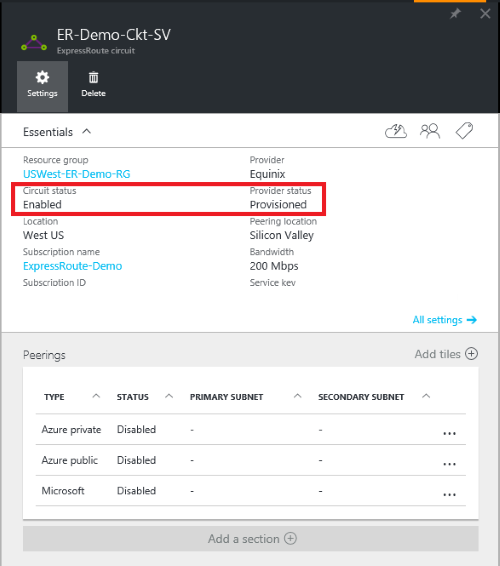 ER-Demo-Ckt-SV
ExpressRoute circuit
Settings Delete
Essentials
Resource group Provider
USWest-ER-Demo-RG Equinix
Circuit status Provider status
Enabled Provisioned
Location Peering location
West US Silicon Valley
Subscription name Bandwidth
ExpressRoute-Demo 200 Mbps
Subscription ID Service key
All settings →
Peerings Add tiles
TYPE STATUS PRIMARY SUBNET SECONDARY SUBNET
Azure private Disabled - - ...
Azure public Disabled - - ...
Microsoft Disabled - - ...
Add a section